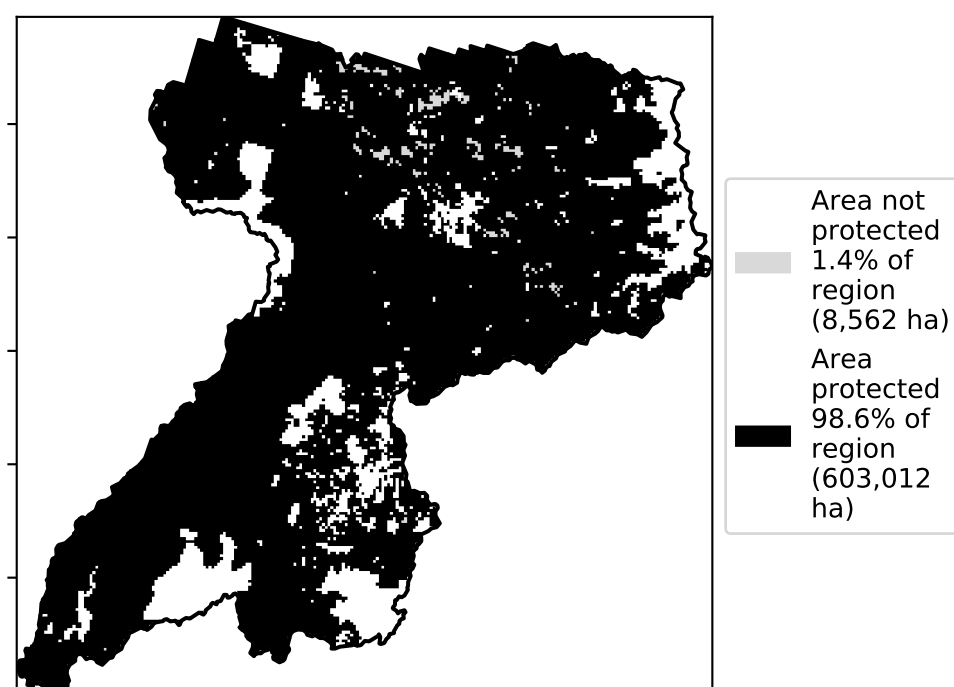 Area not
protected
1.4% of
region
(8,562 ha)
Area
protected
98.6% of
region
(603,012
ha)